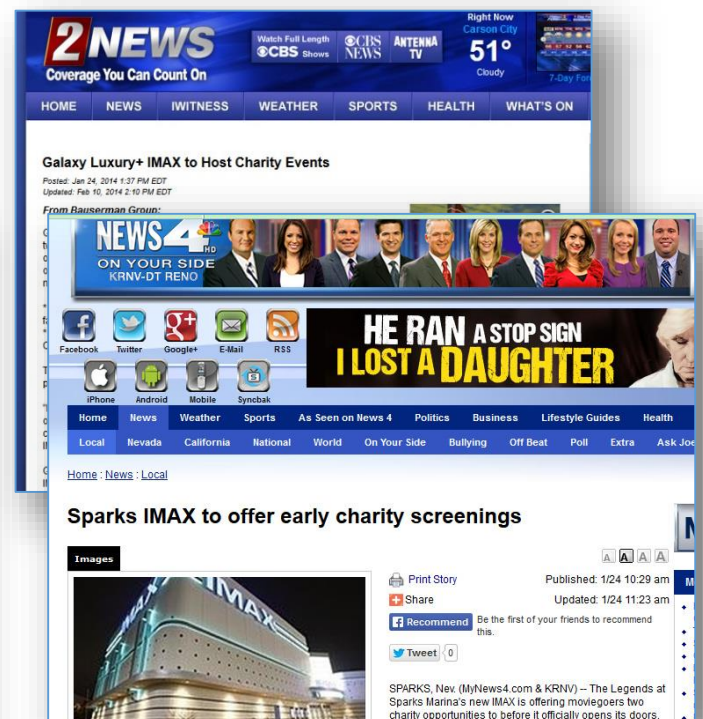 2NEWS
Coverage You Can Count On
Watch Full Length
CBS Shows
CBS NEWS
ANTENNA TV
Right Now
Carson City
51°
Cloudy
7-Day For
HOME NEWS IWITNESS WEATHER SPORTS HEALTH WHAT'S ON
Galaxy Luxury+ IMAX to Host Charity Events
Posted: Jan 24, 2014 1:37 PM EDT
Updated: Feb 10, 2014 2:10 PM EDT
From Bauserman Group:
NEWS 4 HD
ON YOUR SIDE
KRNV-DT RENO
Facebook Twitter Google+ E-Mail RSS
iPhone Android Mobile Syncbak
HE RAN A STOP SIGN
I LOST A DAUGHTER
Home News Weather Sports As Seen on News 4 Politics Business Lifestyle Guides Health
Local Nevada California National World On Your Side Bullying Off Beat Poll Extra Ask Joe
Home : News : Local
Sparks IMAX to offer early charity screenings
Images
A A A A
Print Story
Published: 1/24 10:29 am
Share
Updated: 1/24 11:23 am
Recommend
Be the first of your friends to recommend
this.
Tweet 0
IMAX
IMAX
SPARKS, Nev. (MyNews4.com & KRNV) -- The Legends at
Sparks Marina's new IMAX is offering moviegoers two
charity opportunities to before it officially opens its doors.